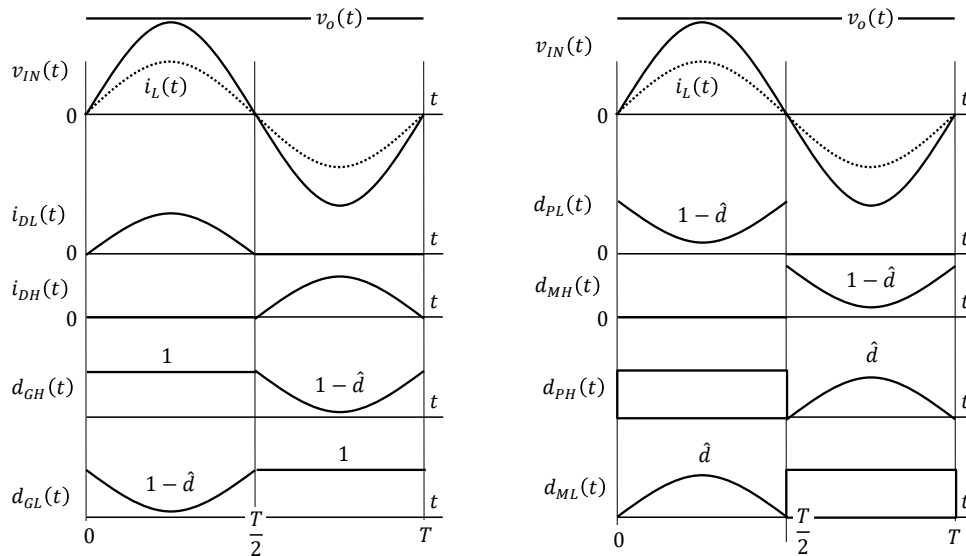 v_o(t)
v_IN(t)
i_L(t)
t
0
i_DL(t)
t
0
i_DH(t)
t
0
1
d_GH(t)
1 − d̂
t
1
d_GL(t)
1 − d̂
t
0
T/2
T
v_o(t)
v_IN(t)
i_L(t)
t
0
d_PL(t)
1 − d̂
t
0
d_MH(t)
1 − d̂
t
0
d̂
d_PH(t)
t
d̂
d_ML(t)
t
0
T/2
T